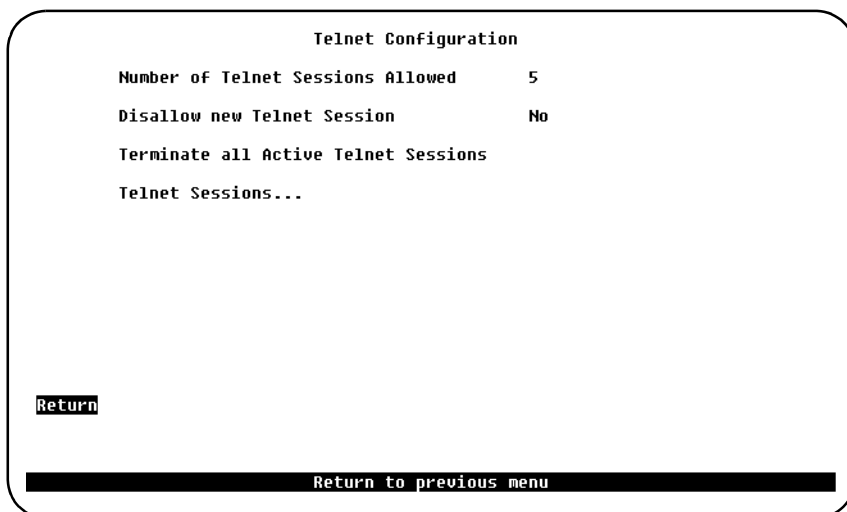 Telnet Configuration
Number of Telnet Sessions Allowed 5
Disallow new Telnet Session No
Terminate all Active Telnet Sessions
Telnet Sessions...
Return
Return to previous menu